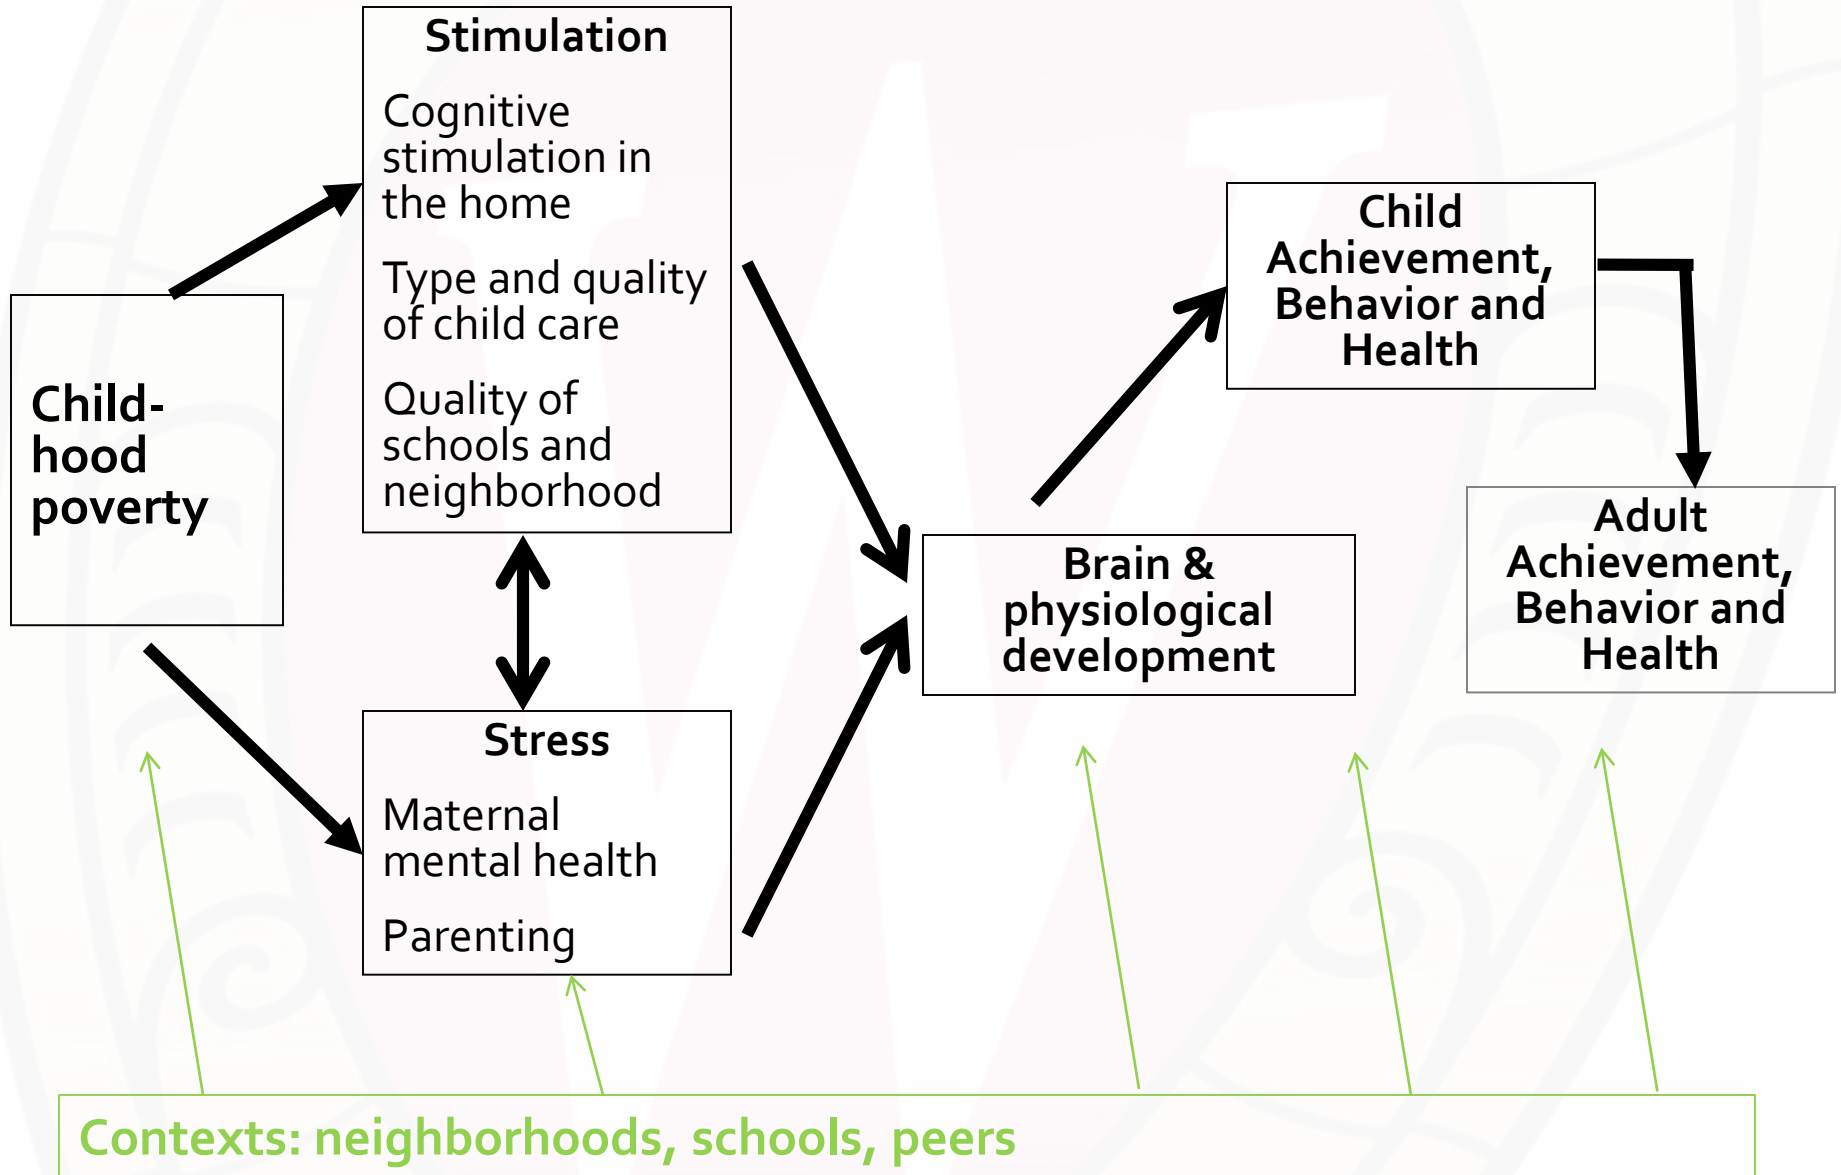 Stimulation
Cognitive
stimulation in
the home
Type and quality
of child care
Quality of
schools and
neighborhood
Child-
hood
poverty
Stress
Maternal
mental health
Parenting
Brain &
physiological
development
Child
Achievement,
Behavior and
Health
Adult
Achievement,
Behavior and
Health
Contexts: neighborhoods, schools, peers